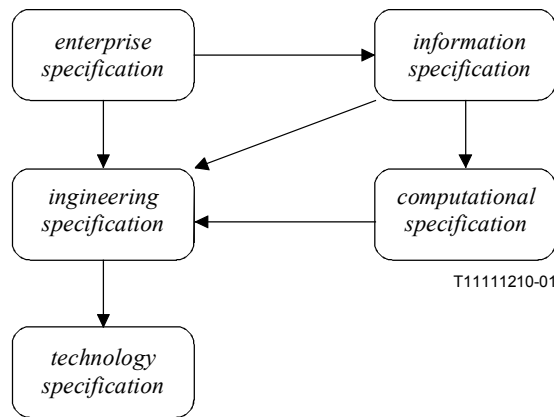 enterprise
specification
information
specification
ingineering
specification
computational
specification
T11111210-01
technology
specification